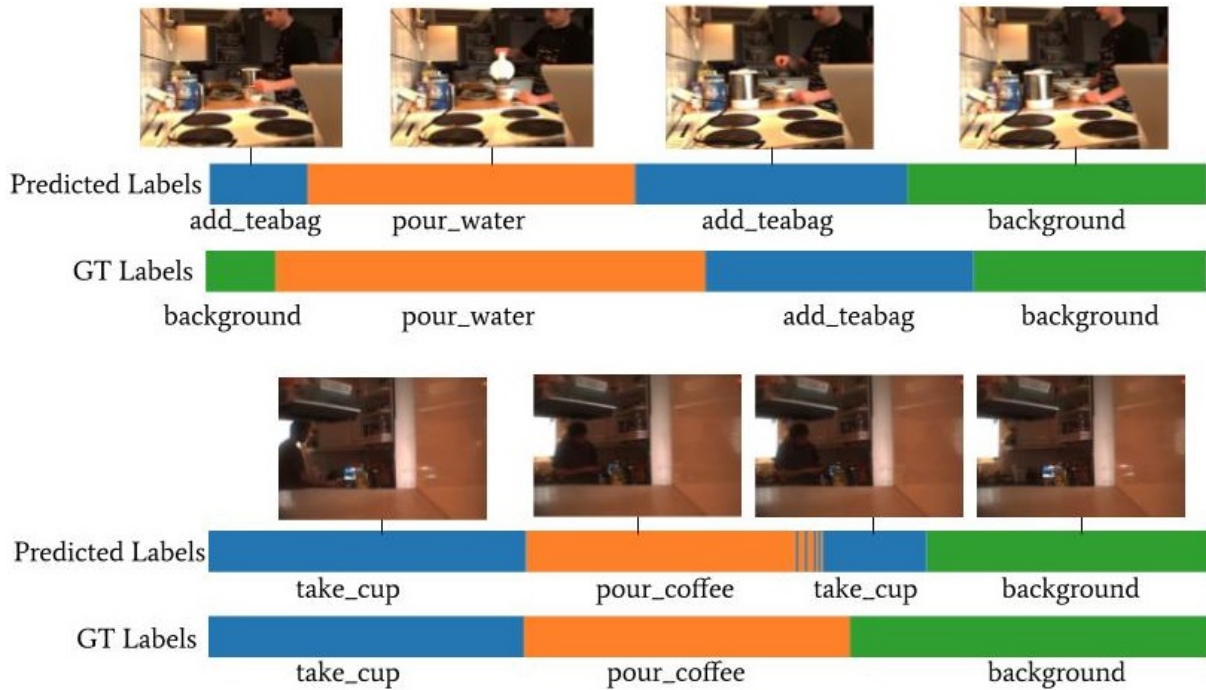 Predicted Labels
add_teabag pour_water add_teabag background
GT Labels
background pour_water add_teabag background
Predicted Labels
take_cup pour_coffee take_cup background
GT Labels
take_cup pour_coffee background